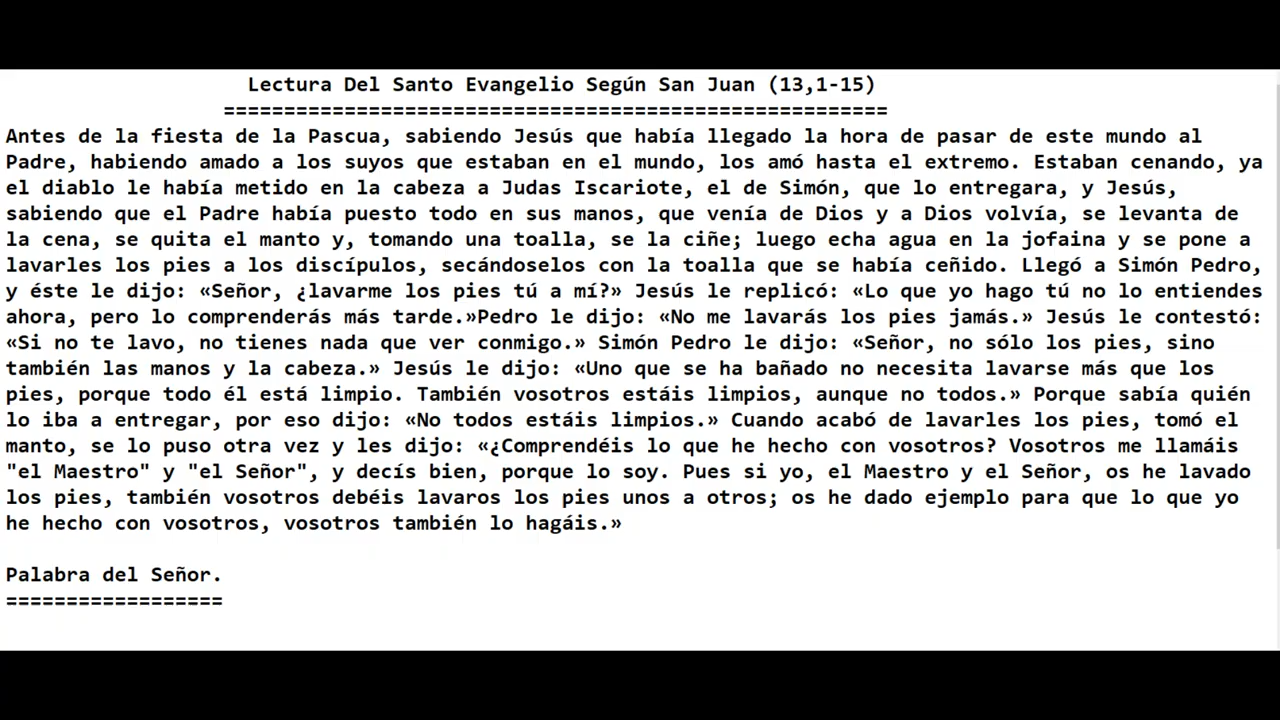 Lectura Del Santo Evangelio Según San Juan (13,1-15)
=======================================================
Antes de la fiesta de la Pascua, sabiendo Jesús que había llegado la hora de pasar de este mundo al
Padre, habiendo amado a los suyos que estaban en el mundo, los amó hasta el extremo. Estaban cenando, ya
el diablo le había metido en la cabeza a Judas Iscariote, el de Simón, que lo entregara, y Jesús,
sabiendo que el Padre había puesto todo en sus manos, que venía de Dios y a Dios volvía, se levanta de
la cena, se quita el manto y, tomando una toalla, se la ciñe; luego echa agua en la jofaina y se pone a
lavarles los pies a los discípulos, secándoselos con la toalla que se había ceñido. Llegó a Simón Pedro,
y éste le dijo: «Señor, ¿lavarme los pies tú a mí?» Jesús le replicó: «Lo que yo hago tú no lo entiendes
ahora, pero lo comprenderás más tarde.»Pedro le dijo: «No me lavarás los pies jamás.» Jesús le contestó:
«Si no te lavo, no tienes nada que ver conmigo.» Simón Pedro le dijo: «Señor, no sólo los pies, sino
también las manos y la cabeza.» Jesús le dijo: «Uno que se ha bañado no necesita lavarse más que los
pies, porque todo él está limpio. También vosotros estáis limpios, aunque no todos.» Porque sabía quién
lo iba a entregar, por eso dijo: «No todos estáis limpios.» Cuando acabó de lavarles los pies, tomó el
manto, se lo puso otra vez y les dijo: «¿Comprendéis lo que he hecho con vosotros? Vosotros me llamáis
"el Maestro" y "el Señor", y decís bien, porque lo soy. Pues si yo, el Maestro y el Señor, os he lavado
los pies, también vosotros debéis lavaros los pies unos a otros; os he dado ejemplo para que lo que yo
he hecho con vosotros, vosotros también lo hagáis.»
Palabra del Señor.
==================